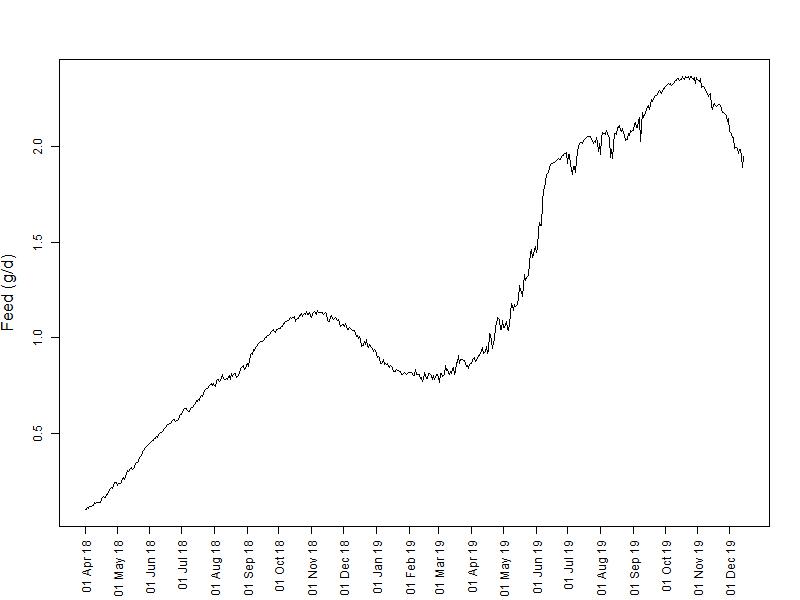 Feed (g/d)
2.0
1.5
1.0
0.5
01 Apr 18
01 May 18
01 Jun 18
01 Jul 18
01 Aug 18
01 Sep 18
01 Oct 18
01 Nov 18
01 Dec 18
01 Jan 19
01 Feb 19
01 Mar 19
01 Apr 19
01 May 19
01 Jun 19
01 Jul 19
01 Aug 19
01 Sep 19
01 Oct 19
01 Nov 19
01 Dec 19